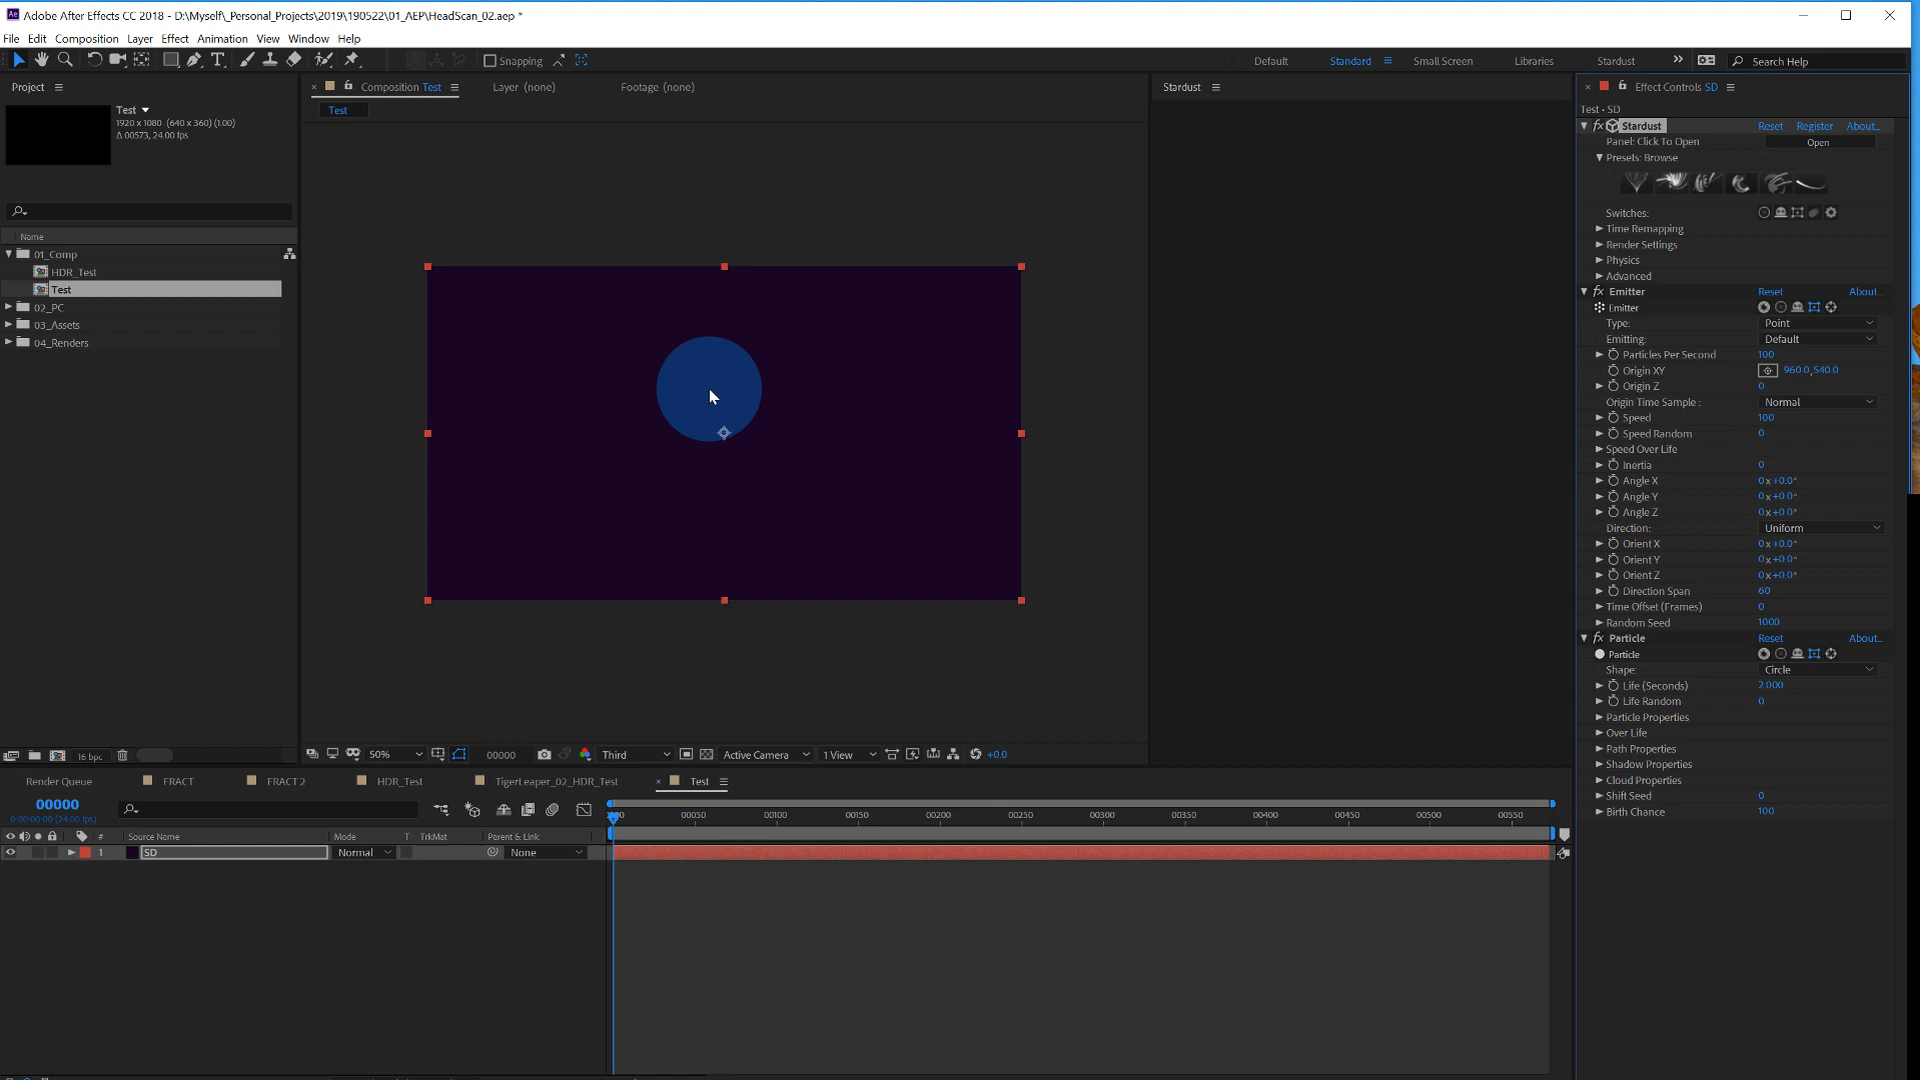 Adobe After Effects CC 2018 - D:\Myself\_Personal_Projects\2019\190522\01_AEP\HeadScan_02.aep *
File Edit Composition Layer Effect Animation View Window Help
Snapping
Default Standard Small Screen Libraries Stardust Search Help
Project
Composition Test Layer (none) Footage (none)
Stardust
Effect Controls SD
Test
Test ▼
1920 x 1080 (640 x 360) (1.00)
Δ 00573, 24.00 fps
Name
01_Comp
HDR_Test
Test
02_PC
03_Assets
04_Renders
16 bpc
50% 00000 Third Active Camera 1 View +0.0
Test • SD
Stardust Reset Register About...
Panel: Click To Open Open
Presets: Browse
Switches:
Time Remapping
Render Settings
Physics
Advanced
Emitter Reset About...
Emitter
Type: Point
Emitting: Default
Particles Per Second 100
Origin XY 960.0,540.0
Origin Z 0
Origin Time Sample : Normal
Speed 100
Speed Random 0
Speed Over Life
Inertia 0
Angle X 0 x +0.0°
Angle Y 0 x +0.0°
Angle Z 0 x +0.0°
Direction: Uniform
Orient X 0 x +0.0°
Orient Y 0 x +0.0°
Orient Z 0 x +0.0°
Direction Span 60
Time Offset (Frames) 0
Random Seed 1000
Particle Reset About...
Particle
Shape: Circle
Life (Seconds) 2.000
Life Random 0
Particle Properties
Over Life
Path Properties
Shadow Properties
Cloud Properties
Shift Seed 0
Birth Chance 100
Render Queue FRACT FRACT 2 HDR_Test TigerLeaper_02_HDR_Test Test
00000
0:00:00:00 (24.00 fps)
00050 00100 00150 00200 00250 00300 00350 00400 00450 00500 00550
# Source Name Mode T TrkMat Parent & Link
1 SD Normal None